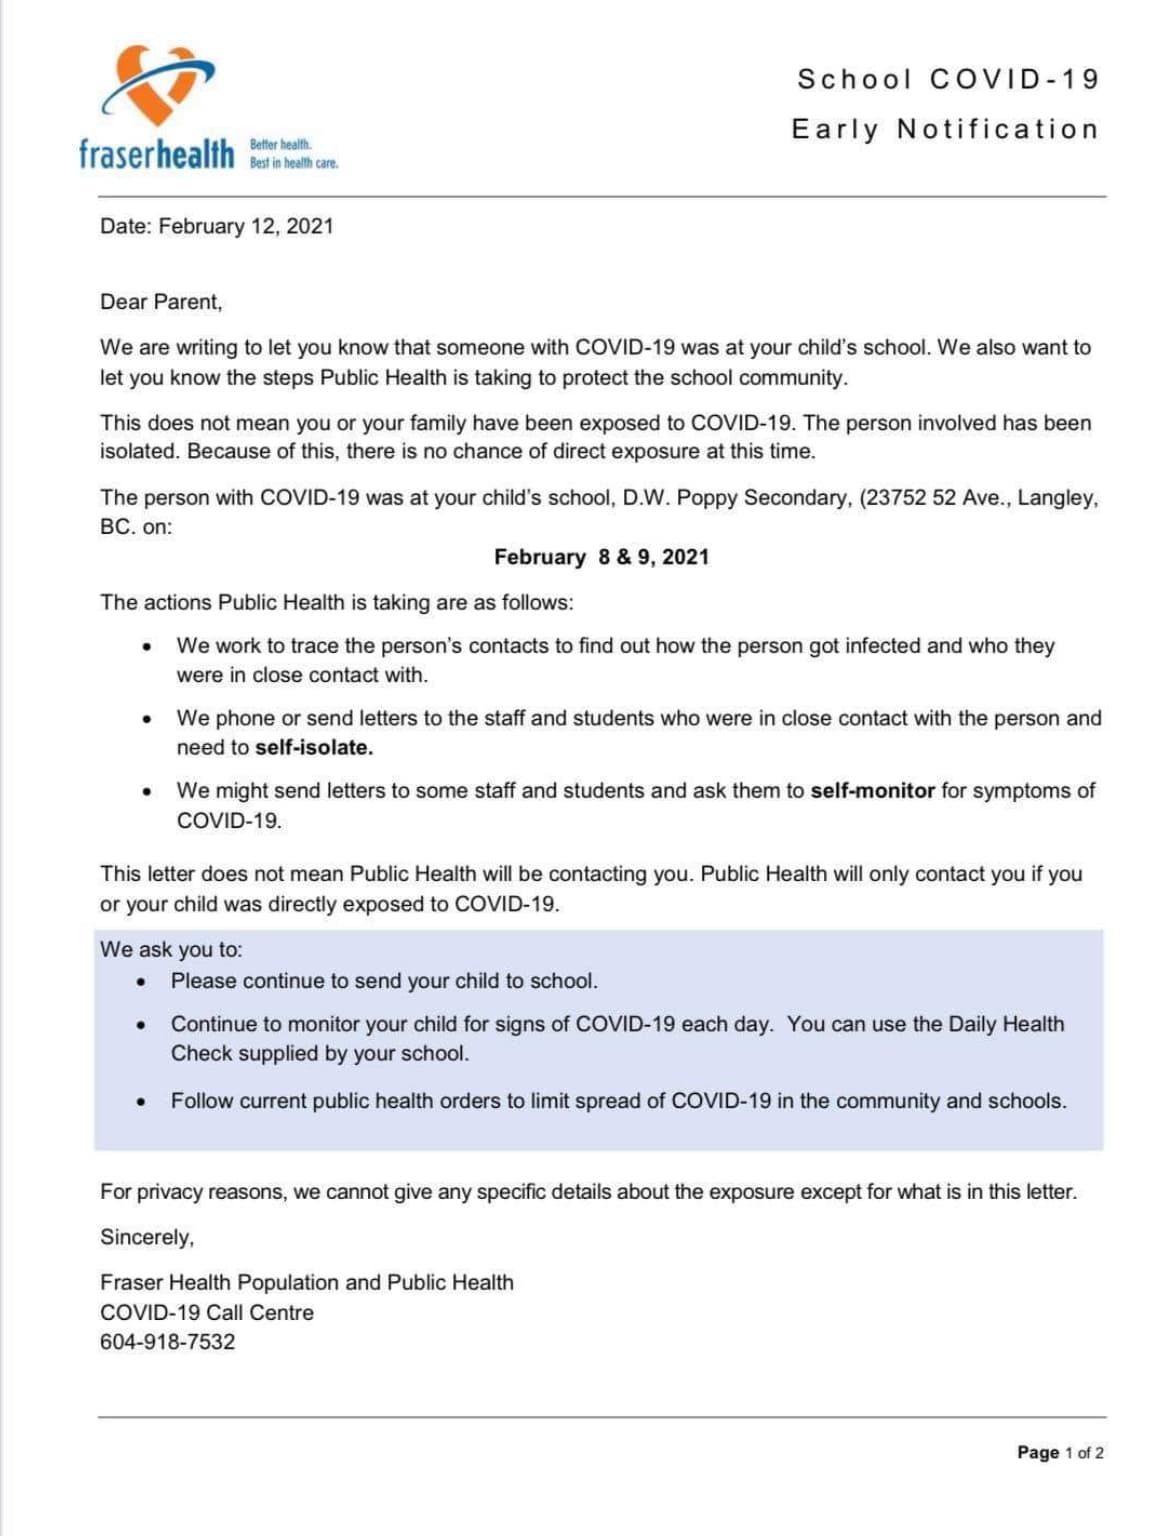 School COVID-19
Early Notification
fraserhealth
Better health.
Best in health care.
Date: February 12, 2021
Dear Parent,
We are writing to let you know that someone with COVID-19 was at your child's school. We also want to
let you know the steps Public Health is taking to protect the school community.
This does not mean you or your family have been exposed to COVID-19. The person involved has been
isolated. Because of this, there is no chance of direct exposure at this time.
The person with COVID-19 was at your child's school, D.W. Poppy Secondary, (23752 52 Ave., Langley,
BC. on:
February 8 & 9, 2021
The actions Public Health is taking are as follows:
• We work to trace the person's contacts to find out how the person got infected and who they
were in close contact with.
• We phone or send letters to the staff and students who were in close contact with the person and
need to self-isolate.
• We might send letters to some staff and students and ask them to self-monitor for symptoms of
COVID-19.
This letter does not mean Public Health will be contacting you. Public Health will only contact you if you
or your child was directly exposed to COVID-19.
We ask you to:
• Please continue to send your child to school.
• Continue to monitor your child for signs of COVID-19 each day. You can use the Daily Health
Check supplied by your school.
• Follow current public health orders to limit spread of COVID-19 in the community and schools.
For privacy reasons, we cannot give any specific details about the exposure except for what is in this letter.
Sincerely,
Fraser Health Population and Public Health
COVID-19 Call Centre
604-918-7532
Page 1 of 2